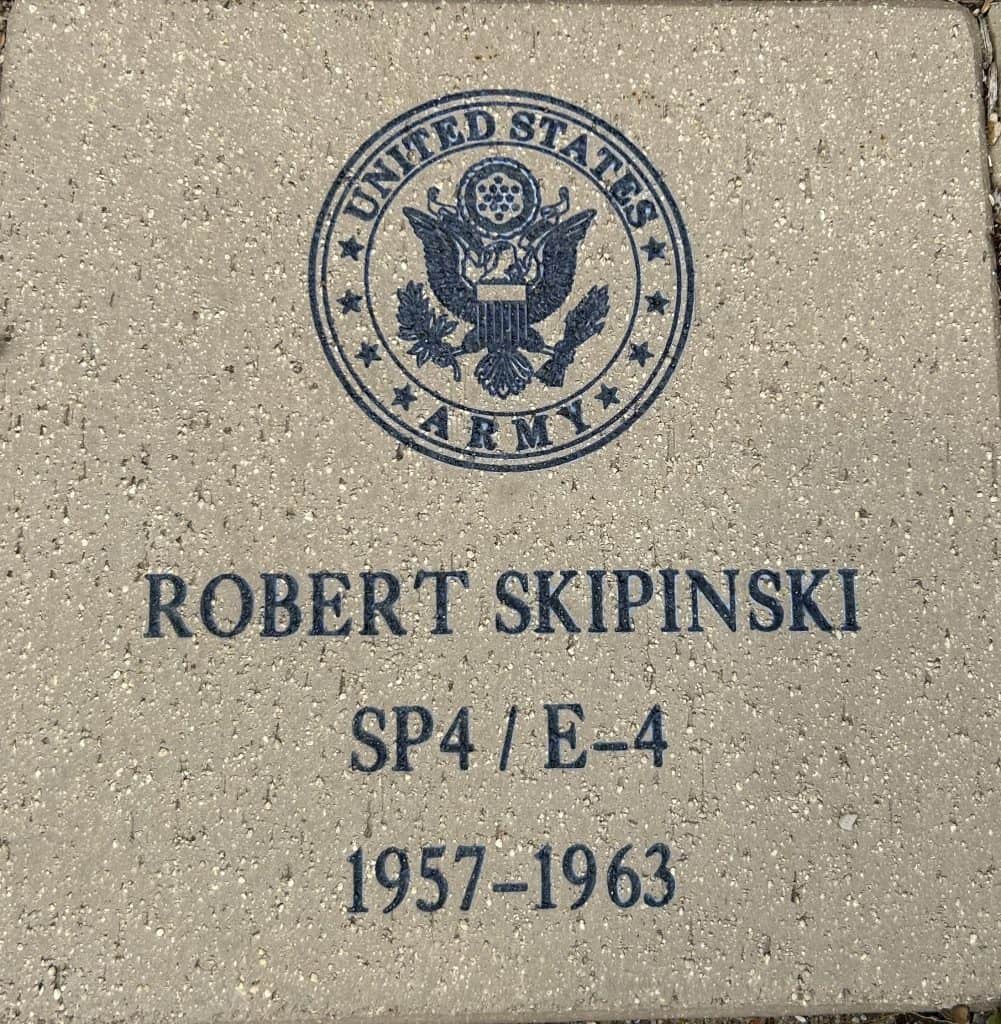 UNITED STATES
ARMY
ROBERT SKIPINSKI
SP4 / E-4
1957-1963